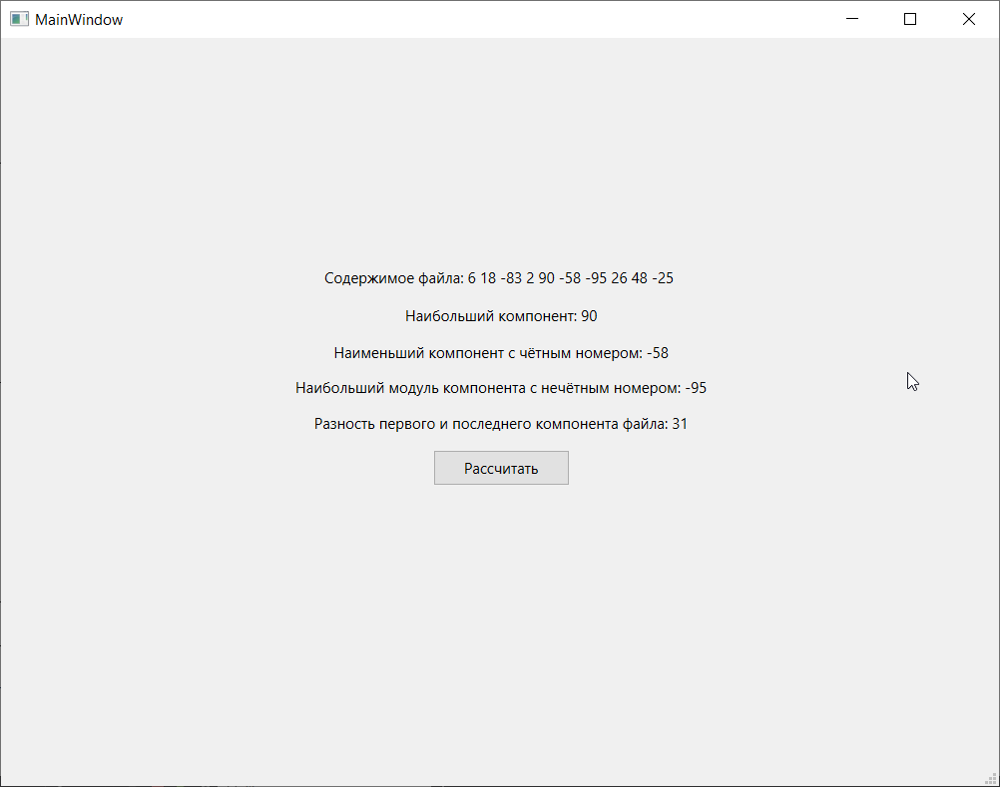 MainWindow
Содержимое файла: 6 18 -83 2 90 -58 -95 26 48 -25
Наибольший компонент: 90
Наименьший компонент с чётным номером: -58
Наибольший модуль компонента с нечётным номером: -95
Разность первого и последнего компонента файла: 31
Рассчитать